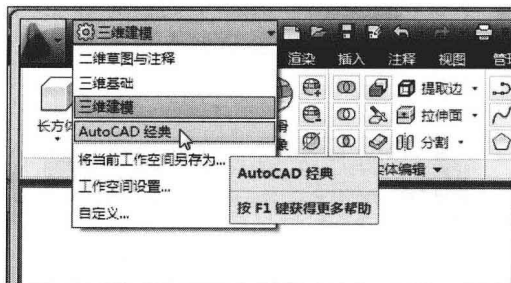 三维建模
渲染 插入 注释 视图
二维草图与注释
三维基础
三维建模
AutoCAD 经典
将当前工作空间另存为...
工作空间设置...
自定义...
长方体
提取边
拉伸面
分割
实体编辑
AutoCAD 经典
按 F1 键获得更多帮助